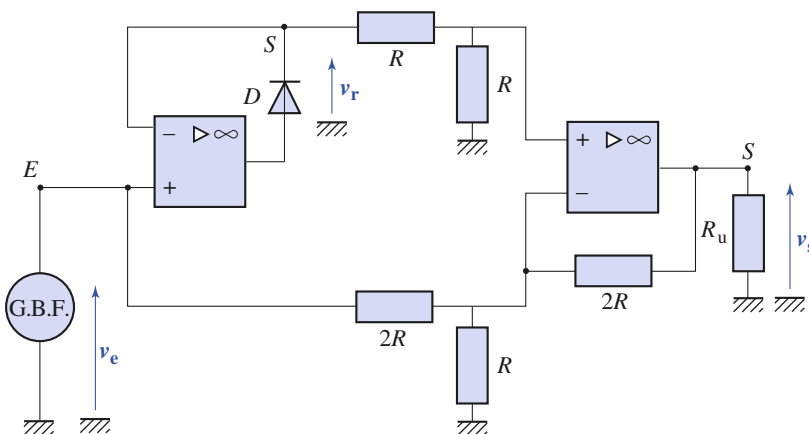 S
R
D
v_r
R
− ▷ ∞
+ ▷ ∞
E
+
−
S
R_u
v_s
G.B.F.
v_e
2R
2R
R